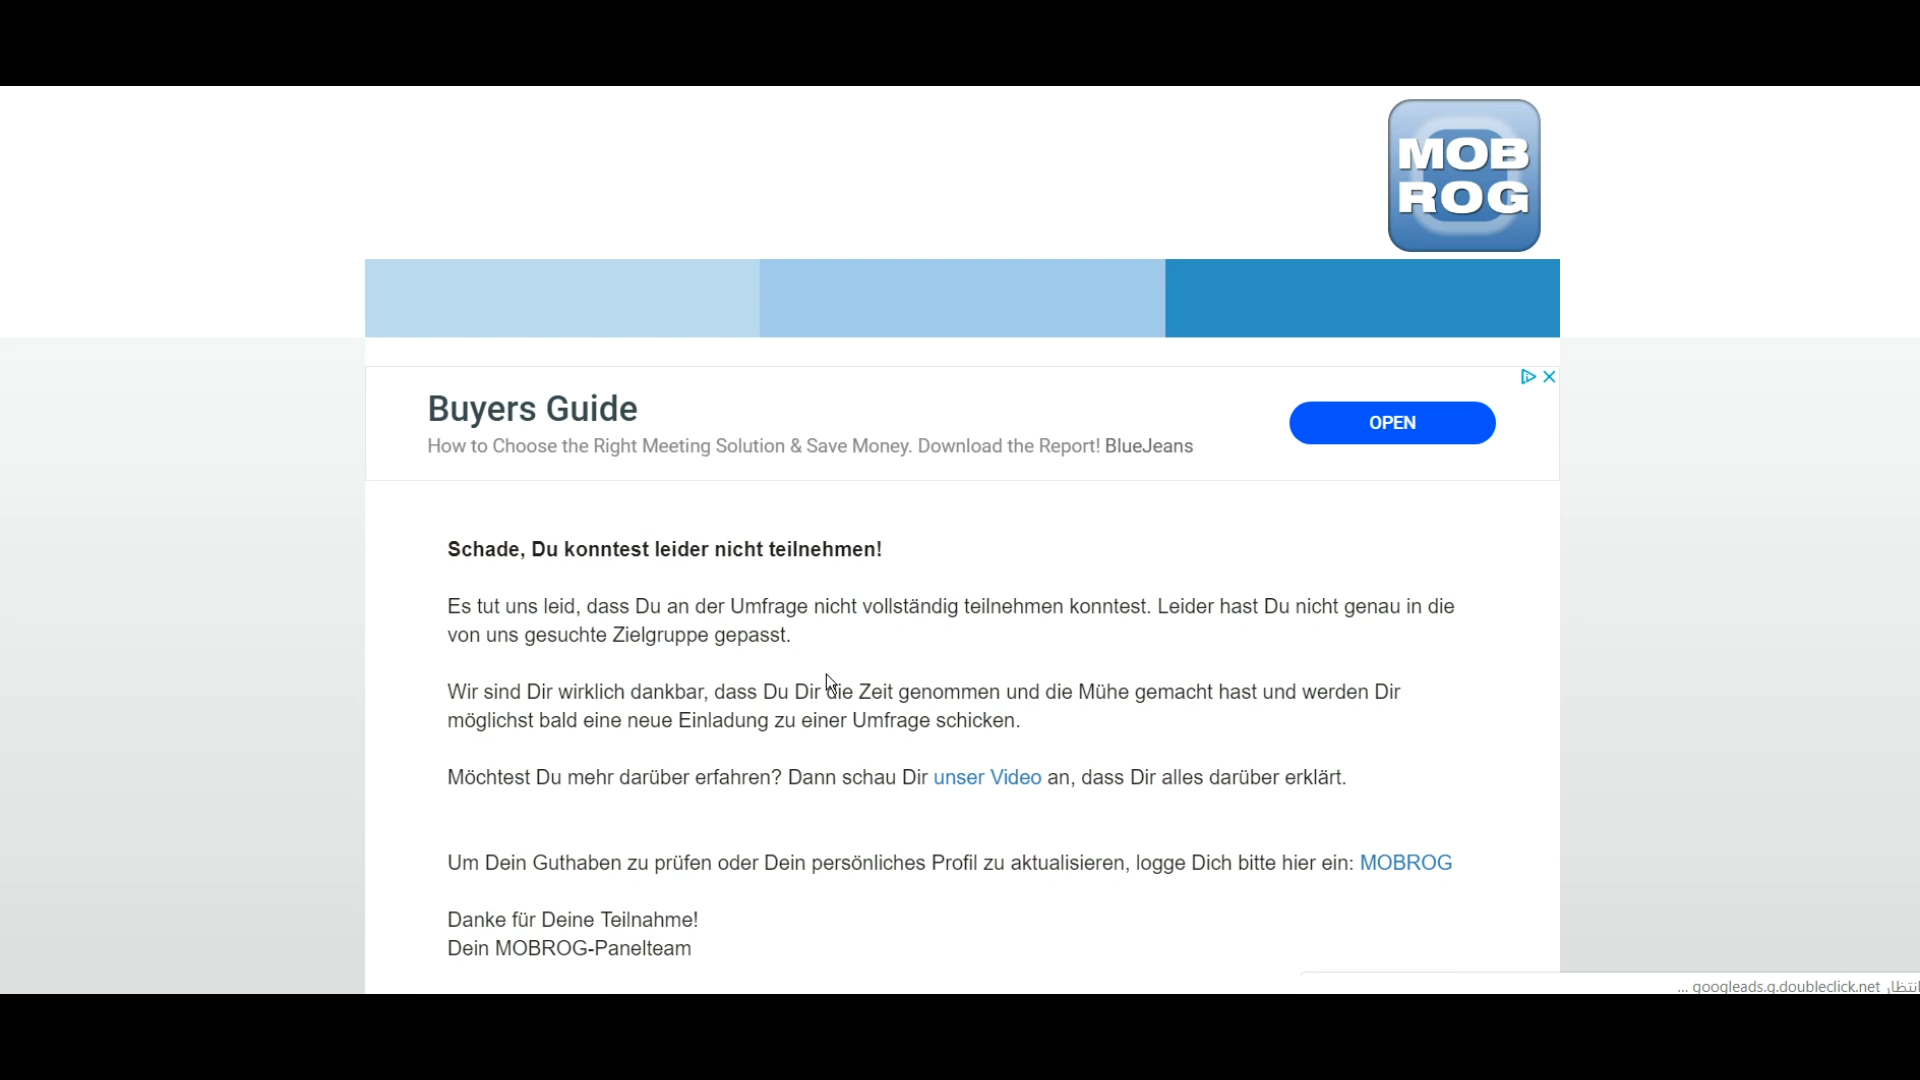 MOB
ROG
Buyers Guide
How to Choose the Right Meeting Solution & Save Money. Download the Report! BlueJeans
OPEN
Schade, Du konntest leider nicht teilnehmen!
Es tut uns leid, dass Du an der Umfrage nicht vollständig teilnehmen konntest. Leider hast Du nicht genau in die
von uns gesuchte Zielgruppe gepasst.
Wir sind Dir wirklich dankbar, dass Du Dir die Zeit genommen und die Mühe gemacht hast und werden Dir
möglichst bald eine neue Einladung zu einer Umfrage schicken.
Möchtest Du mehr darüber erfahren? Dann schau Dir unser Video an, dass Dir alles darüber erklärt.
Um Dein Guthaben zu prüfen oder Dein persönliches Profil zu aktualisieren, logge Dich bitte hier ein: MOBROG
Danke für Deine Teilnahme!
Dein MOBROG-Panelteam
انتظار googleads.g.doubleclick.net ...